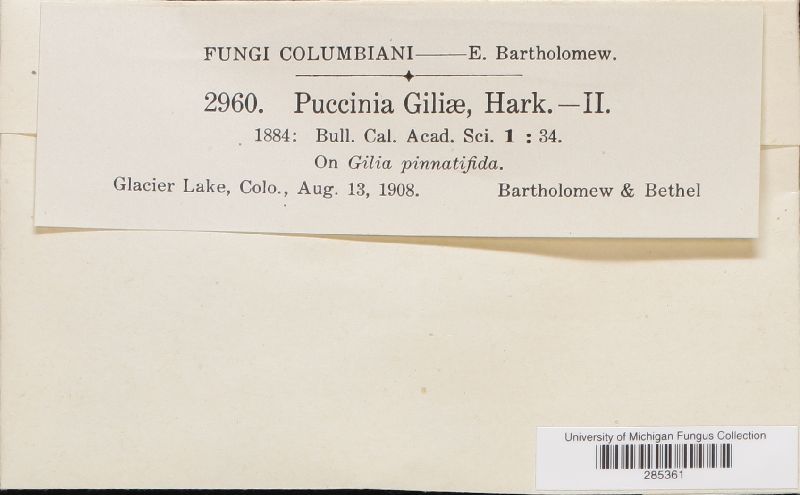 FUNGI COLUMBIANI——E. Bartholomew.
2960. Puccinia Giliæ, Hark.—II.
1884: Bull. Cal. Acad. Sci. 1 : 34.
On Gilia pinnatifida.
Glacier Lake, Colo., Aug. 13, 1908. Bartholomew & Bethel
University of Michigan Fungus Collection
285361